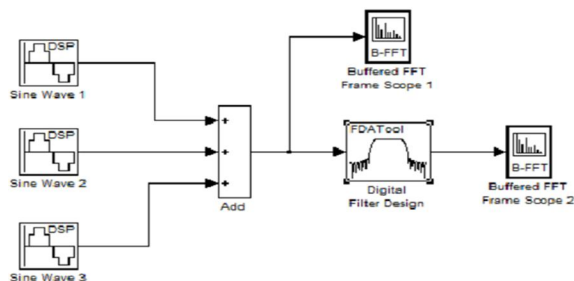 DSP
Sine Wave 1
DSP
Sine Wave 2
DSP
Sine Wave 3
+
+
+
Add
B-FFT
Buffered FFT
Frame Scope 1
FDATool
Digital
Filter Design
B-FFT
Buffered FFT
Frame Scope 2